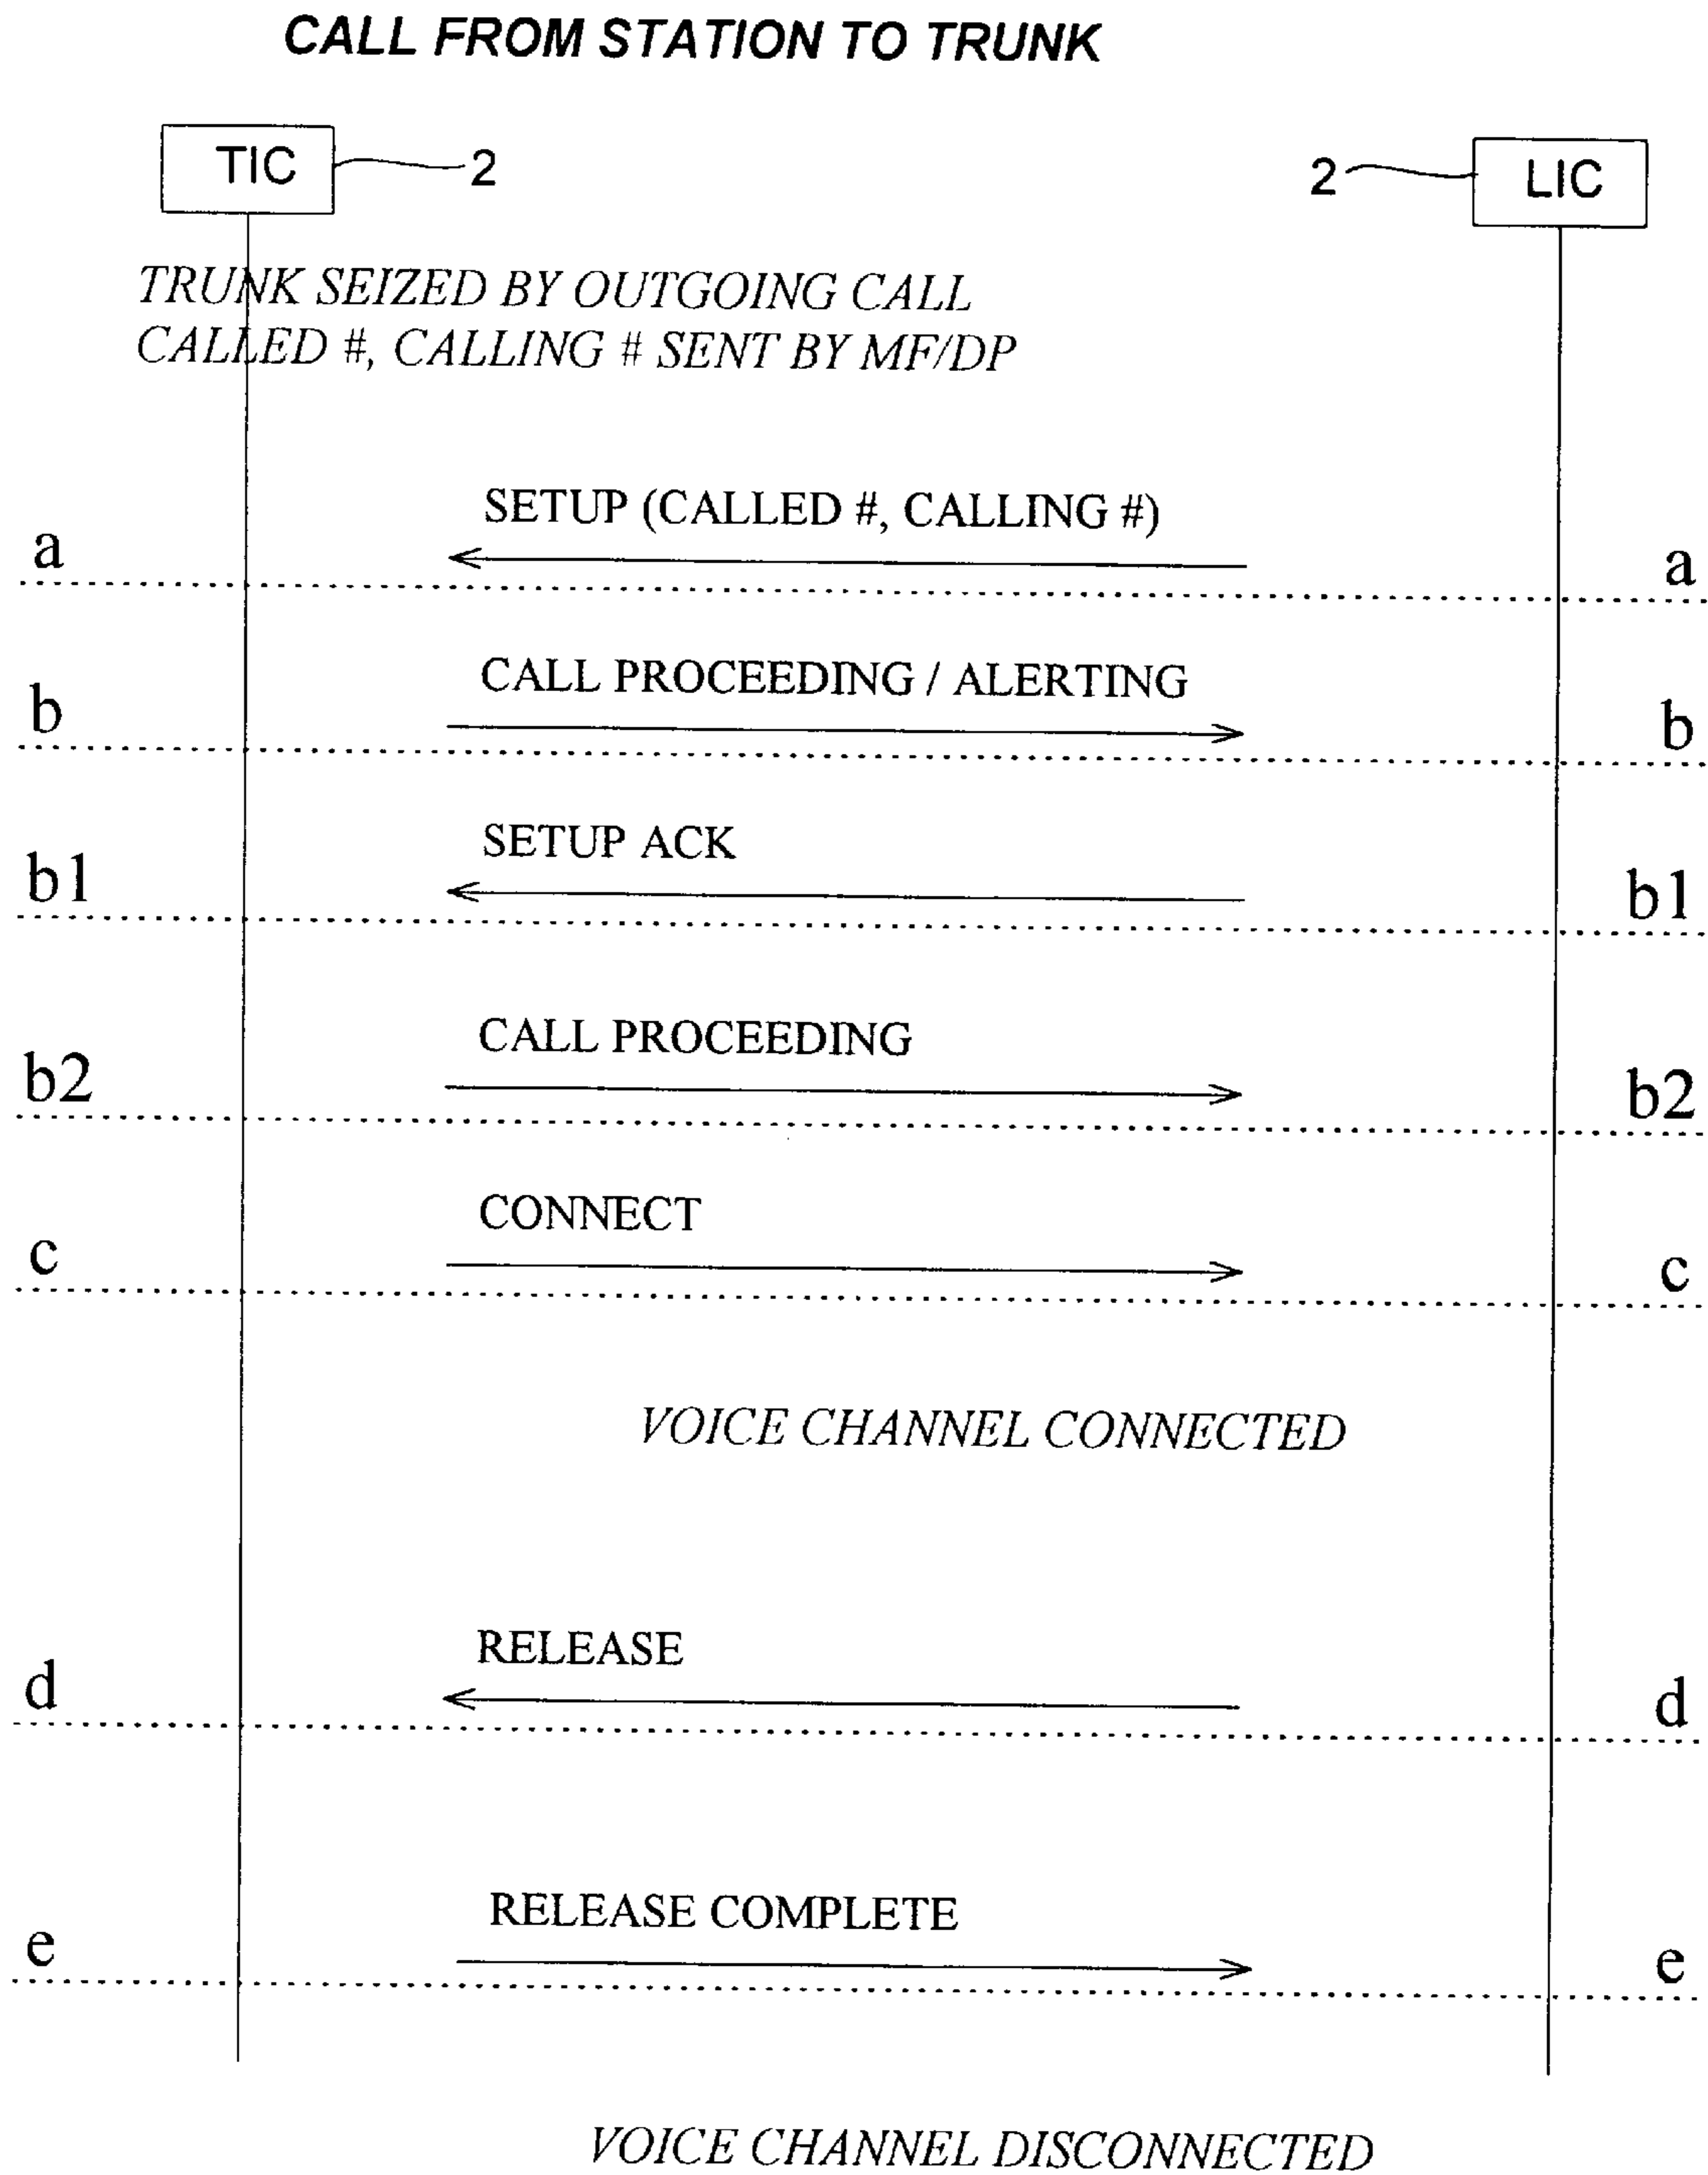 CALL FROM STATION TO TRUNK
TIC 2 2 LIC
TRUNK SEIZED BY OUTGOING CALL
CALLED #, CALLING # SENT BY MF/DP
SETUP (CALLED #, CALLING #)
a a
CALL PROCEEDING / ALERTING
b b
SETUP ACK
b1 b1
CALL PROCEEDING
b2 b2
CONNECT
c c
VOICE CHANNEL CONNECTED
RELEASE
d d
RELEASE COMPLETE
e e
VOICE CHANNEL DISCONNECTED